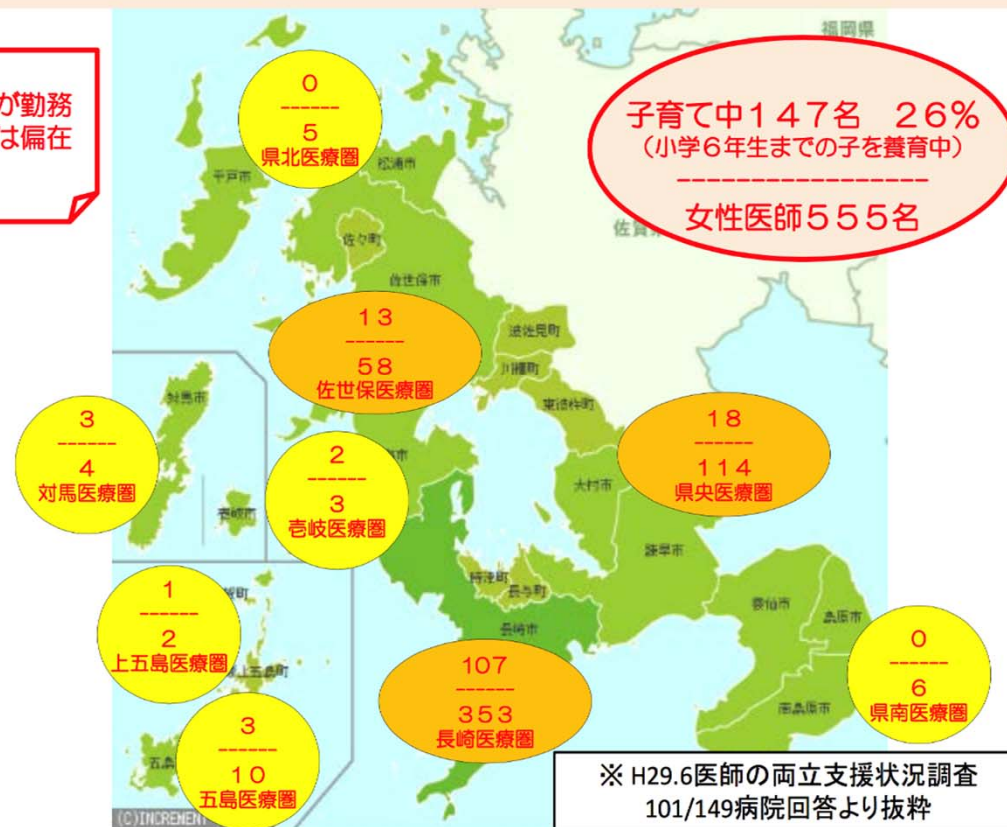 が勤務
は偏在
福岡県
子育て中147名 26%
(小学6年生までの子を養育中)
------------------
女性医師555名
0
------
5
県北医療圏
松浦市
平戸市
佐々町
佐世保市
13
------
58
佐世保医療圏
波佐見町
川棚町
東彼杵町
対馬市
3
------
4
対馬医療圏
壱岐市
2
------
3
壱岐医療圏
18
------
114
県央医療圏
大村市
諫早市
時津町
長与町
長崎市
雲仙市
島原市
南島原市
1
------
2
上五島医療圏
上五島町
107
------
353
長崎医療圏
0
------
6
県南医療圏
3
------
10
五島医療圏
※ H29.6医師の両立支援状況調査
101/149病院回答より抜粋
(C)INCREMENT